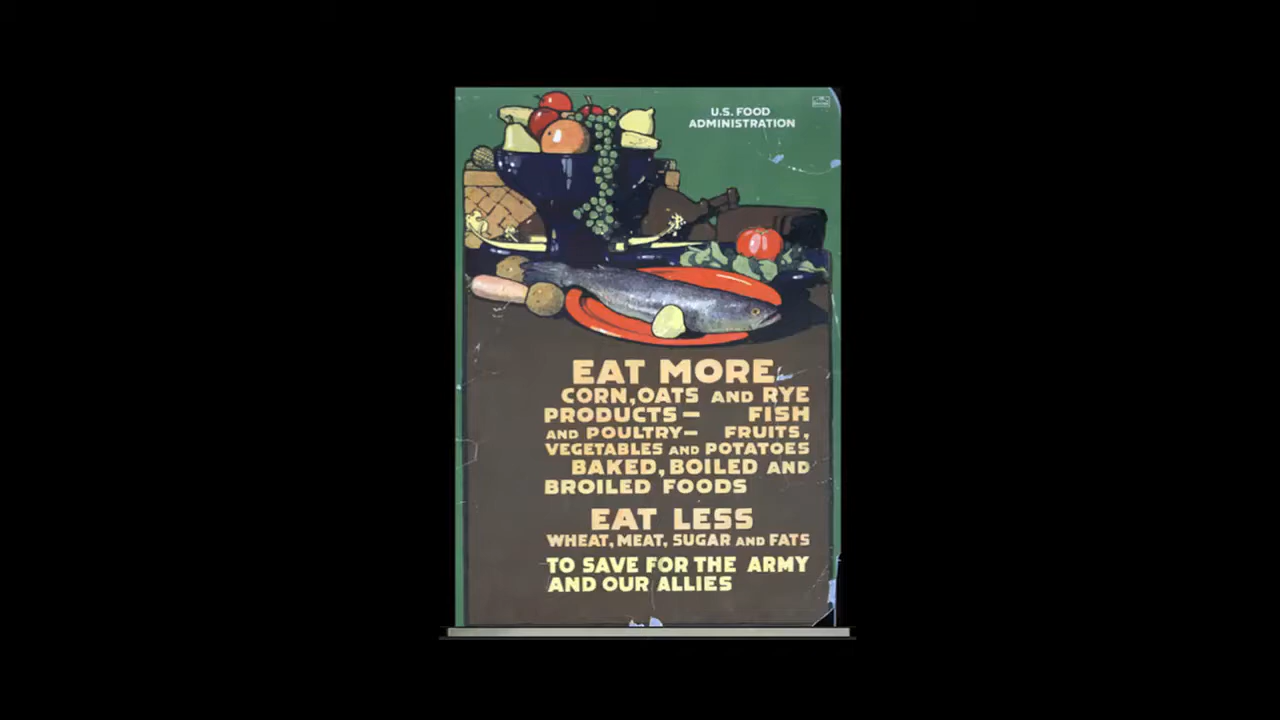 U.S. FOOD
ADMINISTRATION
EAT MORE
CORN, OATS AND RYE
PRODUCTS — FISH
AND POULTRY — FRUITS,
VEGETABLES AND POTATOES
BAKED, BOILED AND
BROILED FOODS
EAT LESS
WHEAT, MEAT, SUGAR AND FATS
TO SAVE FOR THE ARMY
AND OUR ALLIES